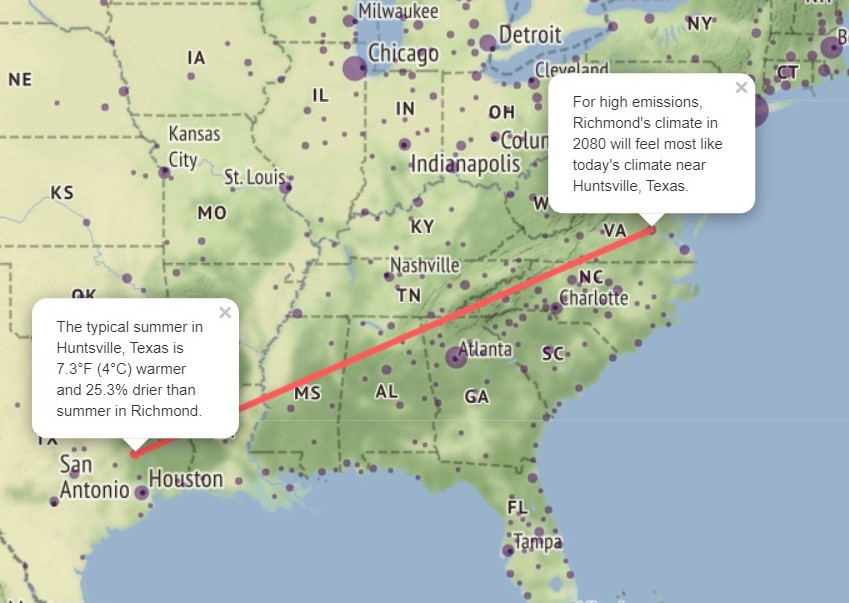 Milwaukee
Detroit
NY
Chicago
IA
Cleveland
CT
NE
IL
IN
OH
For high emissions,
Richmond's climate in
2080 will feel most like
today's climate near
Huntsville, Texas.
Kansas
City
Indianapolis
St. Louis
KS
MO
KY
VA
Nashville
NC
OK
TN
Charlotte
The typical summer in
Huntsville, Texas is
7.3°F (4°C) warmer
and 25.3% drier than
summer in Richmond.
Atlanta
SC
MS
AL
GA
TX
San
Antonio
Houston
FL
Tampa